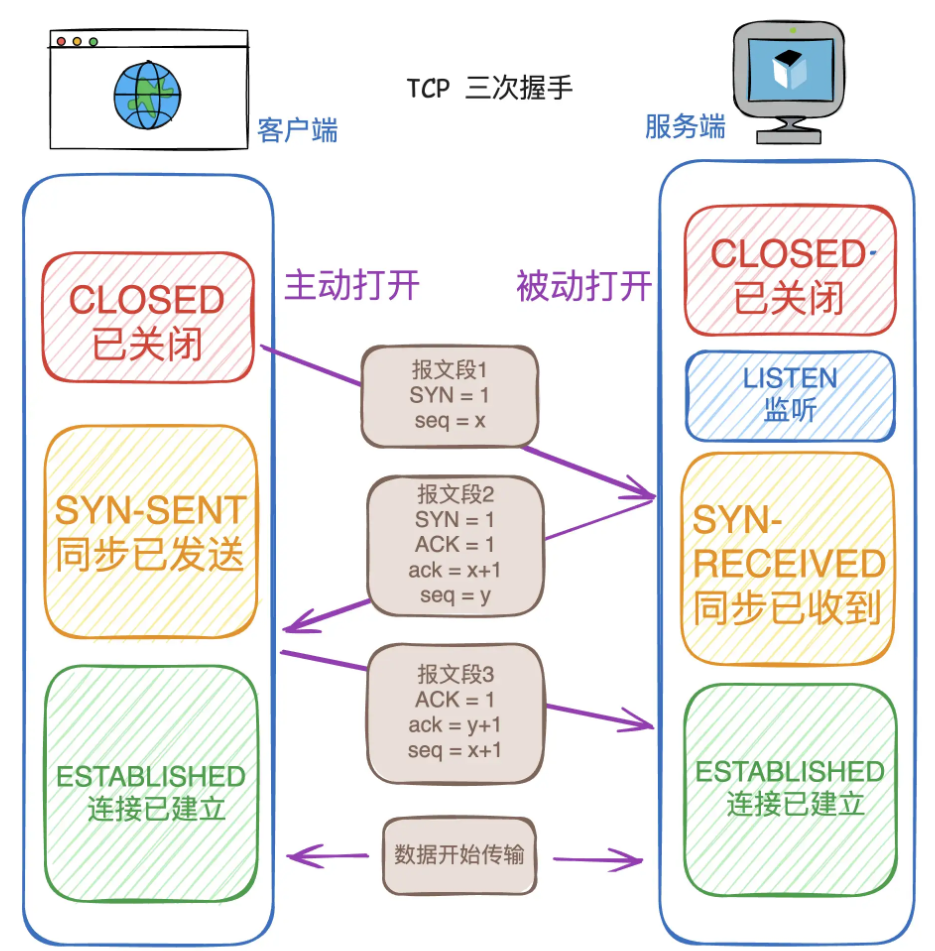 TCP 三次握手
客户端
服务端
CLOSED
已关闭
主动打开
被动打开
CLOSED
已关闭
报文段1
SYN = 1
seq = x
LISTEN
监听
SYN-SENT
同步已发送
报文段2
SYN = 1
ACK = 1
ack = x+1
seq = y
SYN-
RECEIVED
同步已收到
报文段3
ACK = 1
ack = y+1
seq = x+1
ESTABLISHED
连接已建立
ESTABLISHED
连接已建立
数据开始传输